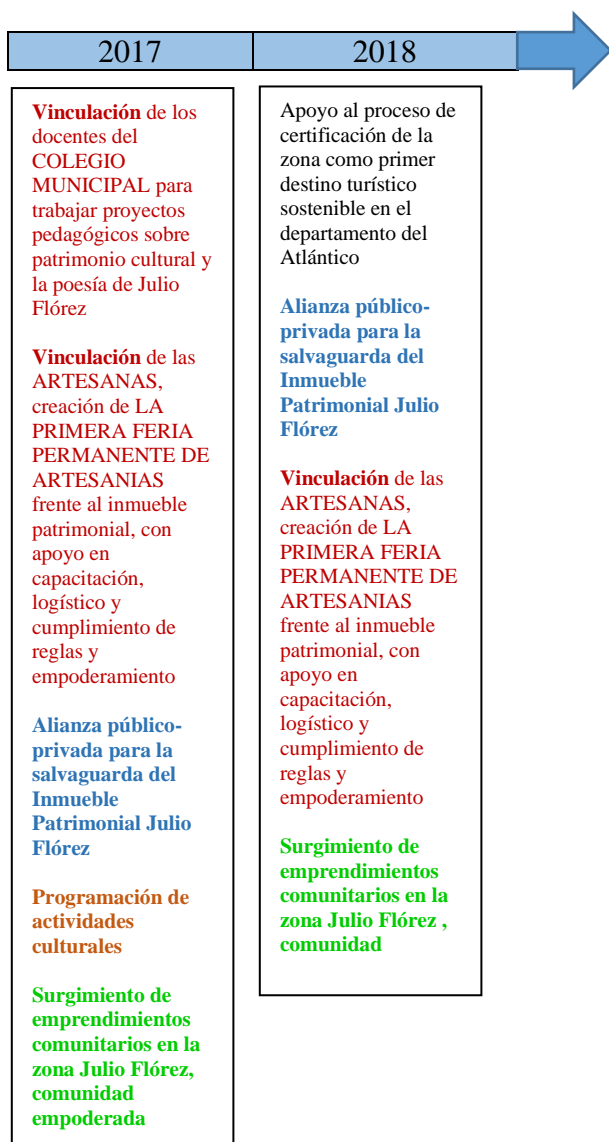 2017
2018
Vinculación de los
docentes del
COLEGIO
MUNICIPAL para
trabajar proyectos
pedagógicos sobre
patrimonio cultural y
la poesía de Julio
Flórez
Vinculación de las
ARTESANAS,
creación de LA
PRIMERA FERIA
PERMANENTE DE
ARTESANIAS
frente al inmueble
patrimonial, con
apoyo en
capacitación,
logístico y
cumplimiento de
reglas y
empoderamiento
Alianza público-
privada para la
salvaguarda del
Inmueble
Patrimonial Julio
Flórez
Programación de
actividades
culturales
Surgimiento de
emprendimientos
comunitarios en la
zona Julio Flórez,
comunidad
empoderada
Apoyo al proceso de
certificación de la
zona como primer
destino turístico
sostenible en el
departamento del
Atlántico
Alianza público-
privada para la
salvaguarda del
Inmueble
Patrimonial Julio
Flórez
Vinculación de las
ARTESANAS,
creación de LA
PRIMERA FERIA
PERMANENTE DE
ARTESANIAS
frente al inmueble
patrimonial, con
apoyo en
capacitación,
logístico y
cumplimiento de
reglas y
empoderamiento
Surgimiento de
emprendimientos
comunitarios en la
zona Julio Flórez ,
comunidad